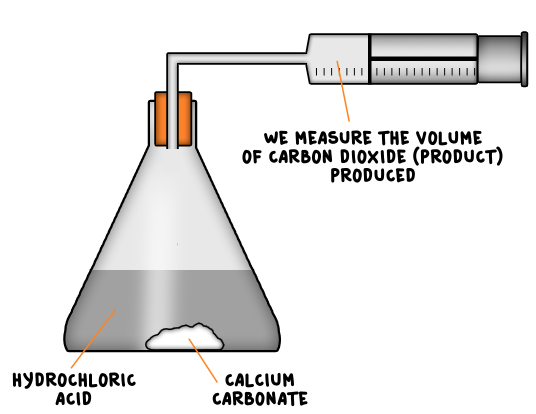 WE MEASURE THE VOLUME
OF CARBON DIOXIDE (PRODUCT)
PRODUCED
HYDROCHLORIC
ACID
CALCIUM
CARBONATE